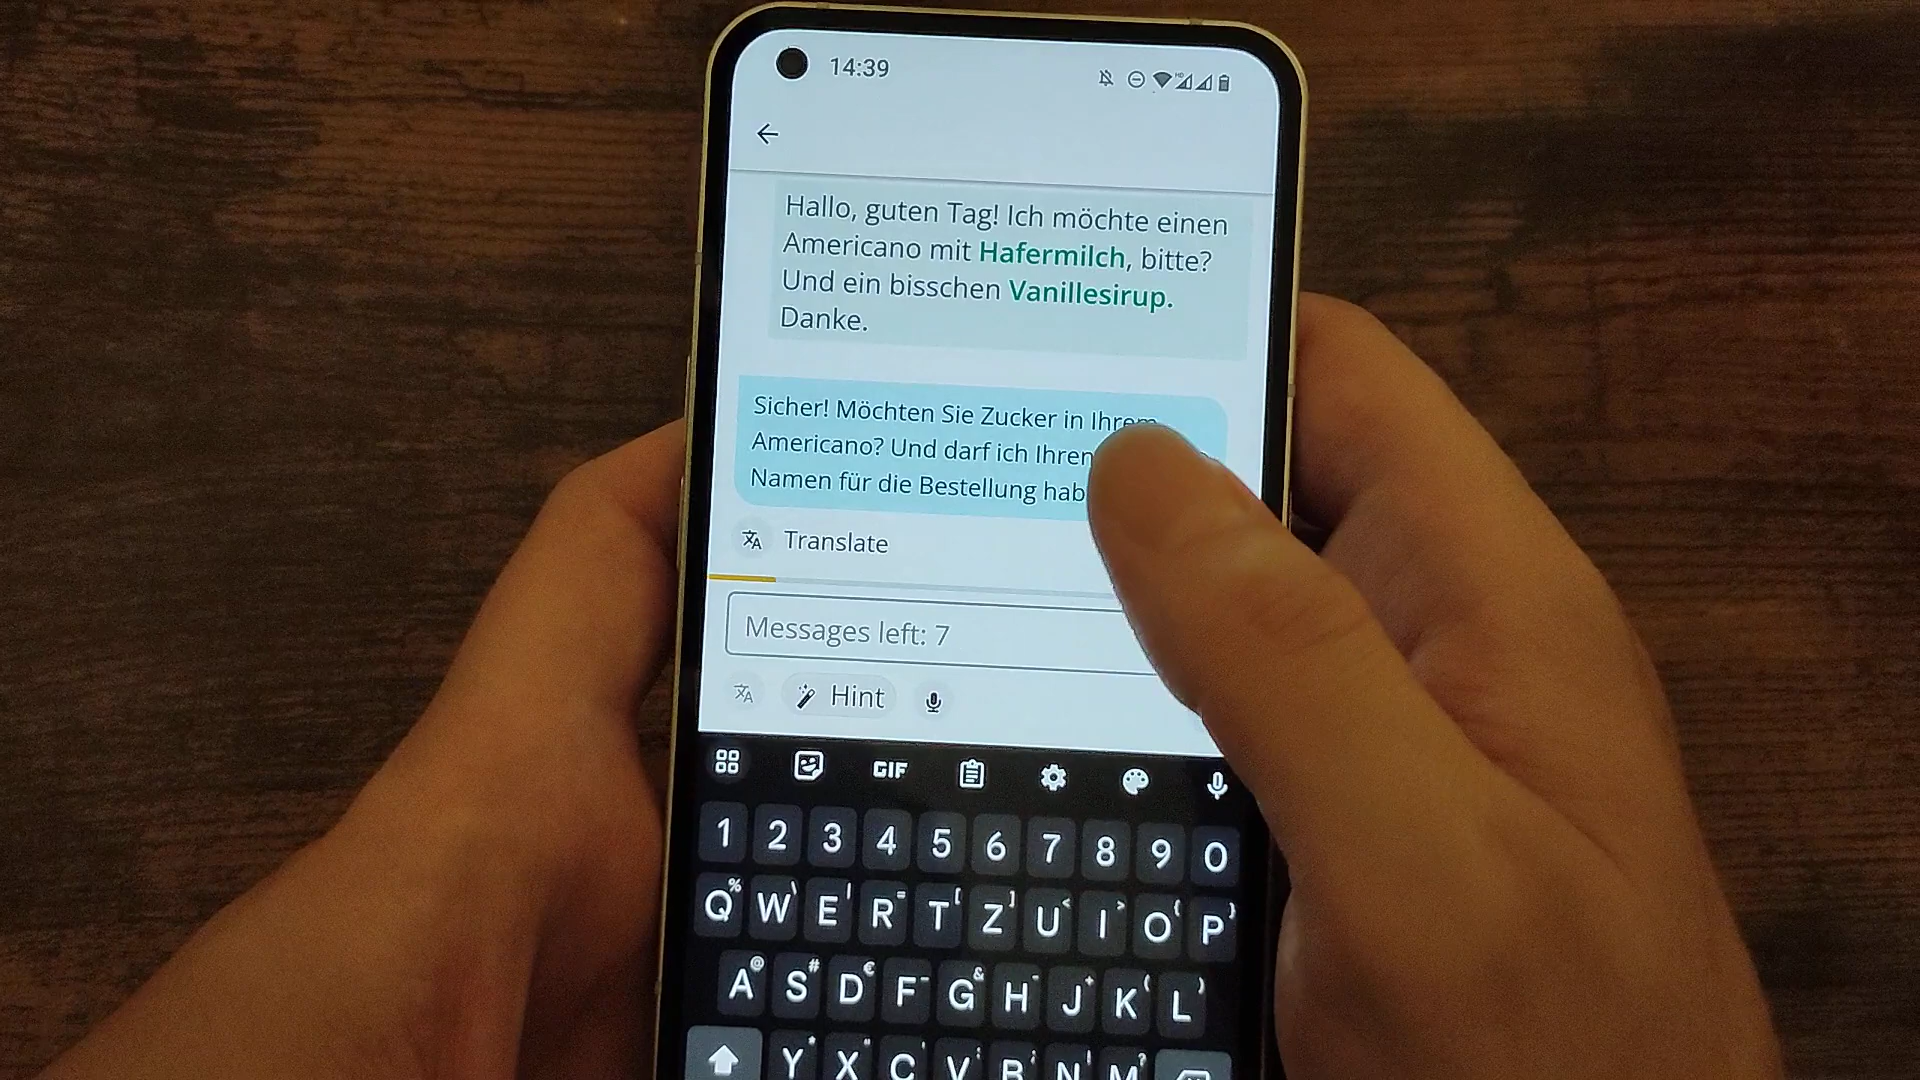 14:39
Hallo, guten Tag! Ich möchte einen
Americano mit Hafermilch, bitte?
Und ein bisschen Vanillesirup.
Danke.
Sicher! Möchten Sie Zucker in Ihrem
Americano? Und darf ich Ihren
Namen für die Bestellung hab
Translate
Messages left: 7
Hint
GIF
1 2 3 4 5 6 7 8 9 0
Q W E R T Z U I O P
A S D F G H J K L
Y X C V B N M